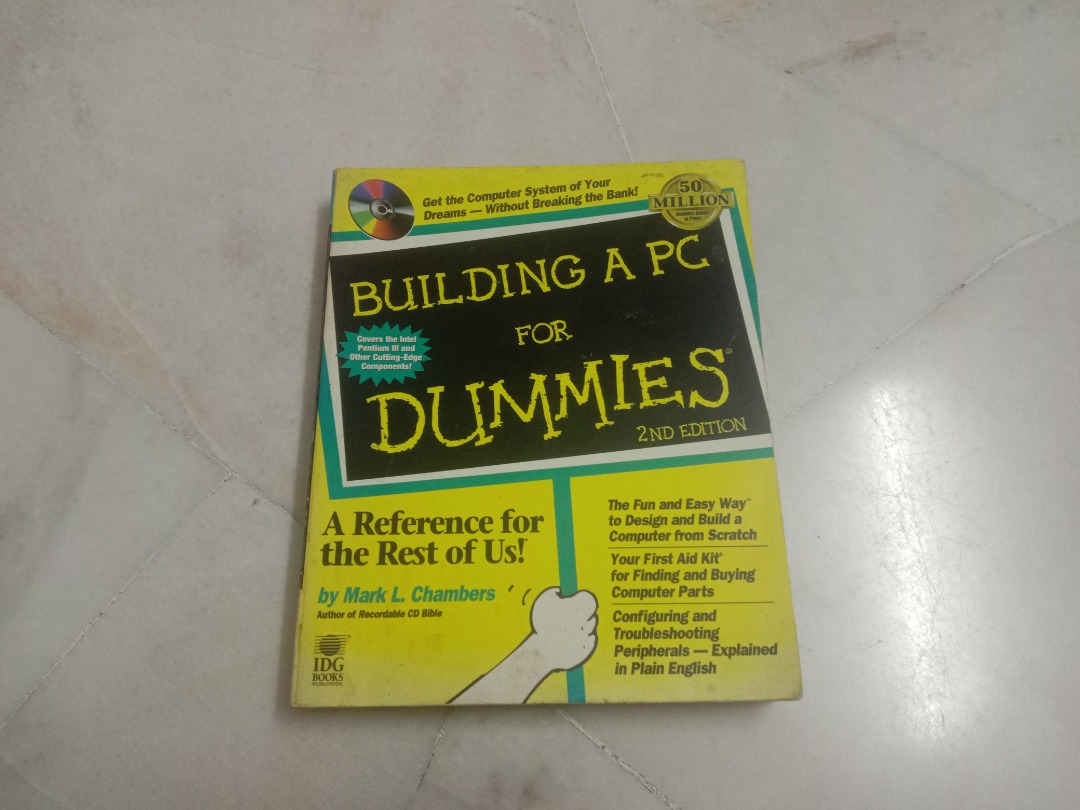 Get the Computer System of Your
Dreams — Without Breaking the Bank!
50
MILLION
BUILDING A PC
FOR
DUMMIES®
2ND EDITION
Covers the Intel
Pentium III and
Other Cutting-Edge
Components!
A Reference for
the Rest of Us!®
by Mark L. Chambers
Author of Recordable CD Bible
IDG
BOOKS
WORLDWIDE
The Fun and Easy Way™
to Design and Build a
Computer from Scratch
Your First Aid Kit®
for Finding and Buying
Computer Parts
Configuring and
Troubleshooting
Peripherals — Explained
in Plain English